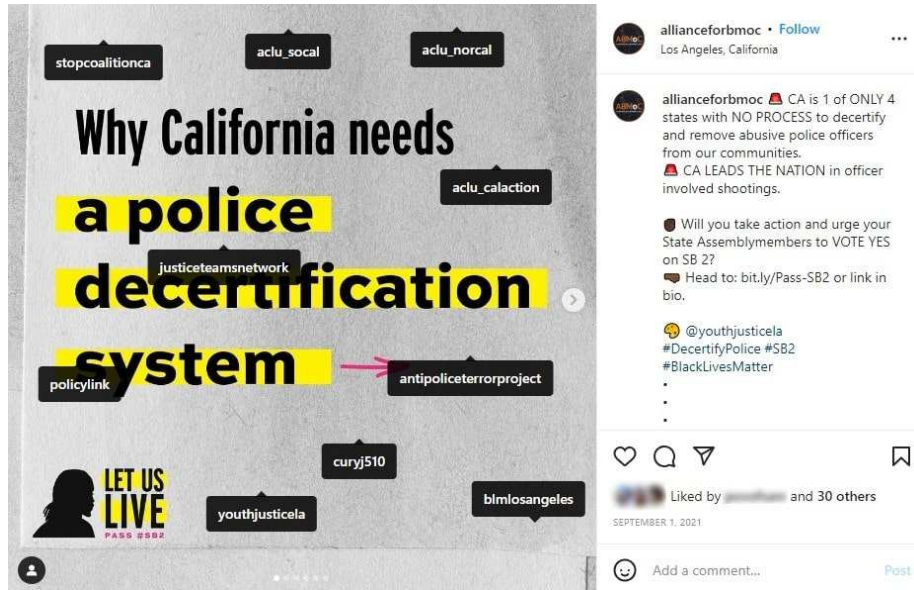 stopcoalitionca
aclu_socal
aclu_norcal
Why California needs
aclu_calaction
a police
justiceteamsnetwork
decertification
system
policylink
antipoliceterrorproject
curyj510
LET US
LIVE
PASS #SB2
youthjusticela
blmlosangeles
ABMoC
allianceforbmoc • Follow
Los Angeles, California
ABMoC
allianceforbmoc 🚨 CA is 1 of ONLY 4
states with NO PROCESS to decertify
and remove abusive police officers
from our communities.
🚨 CA LEADS THE NATION in officer
involved shootings.
✊🏿 Will you take action and urge your
State Assemblymembers to VOTE YES
on SB 2?
🤜🏿 Head to: bit.ly/Pass-SB2 or link in
bio.
🎨 @youthjusticela
#DecertifyPolice #SB2
#BlackLivesMatter
•
•
•
Liked by and 30 others
SEPTEMBER 1, 2021
Add a comment...
Post